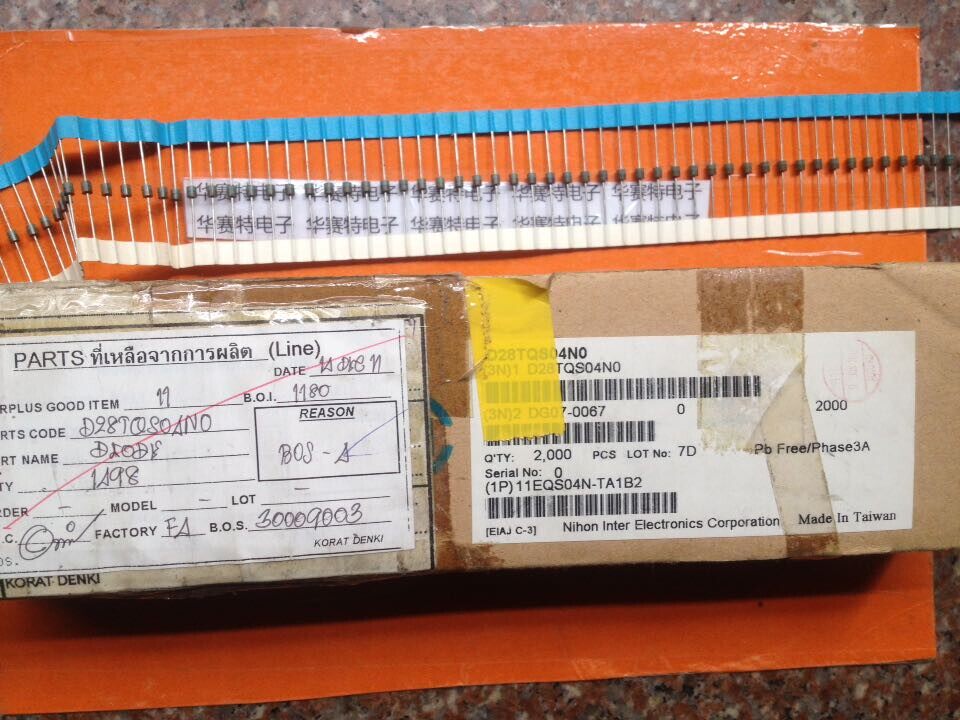 华赛特电子 华赛特电子 华赛特电子 华赛特电子 华赛特电子
华赛特电子 华赛特电子 华赛特电子 华赛特电子 华赛特电子
PARTS ที่เหลือจากการผลิต (Line)
DATE
RPLUS GOOD ITEM 11 B.O.I. 1180
ARTS CODE D28TQS04N0
REASON
RT NAME DIODE
BOS-A
TY 1498
RDER - MODEL - LOT -
.C. FACTORY FA B.O.S. 30009003
OS. KORAT DENKI
KORAT DENKI
D28TQS04N0
(3N)1 D28TQS04N0
(3N)2 DG07-0067 0 2000
Q'TY: 2,000 PCS LOT No: 7D Pb Free/Phase3A
Serial No: 0
(1P)11EQS04N-TA1B2
[EIAJ C-3] Nihon Inter Electronics Corporation Made In Taiwan